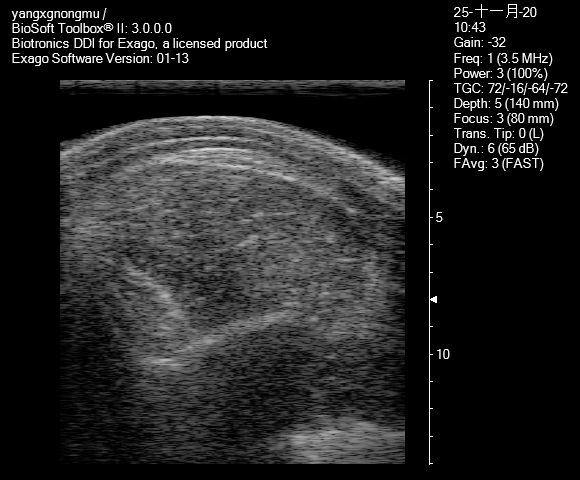 yangxgnongmu /
BioSoft Toolbox® II: 3.0.0.0
Biotronics DDI for Exago, a licensed product
Exago Software Version: 01-13
25-十一月-20
10:43
Gain: -32
Freq: 1 (3.5 MHz)
Power: 3 (100%)
TGC: 72/-16/-64/-72
Depth: 5 (140 mm)
Focus: 3 (80 mm)
Trans. Tip: 0 (L)
Dyn.: 6 (65 dB)
FAvg: 3 (FAST)
5
10